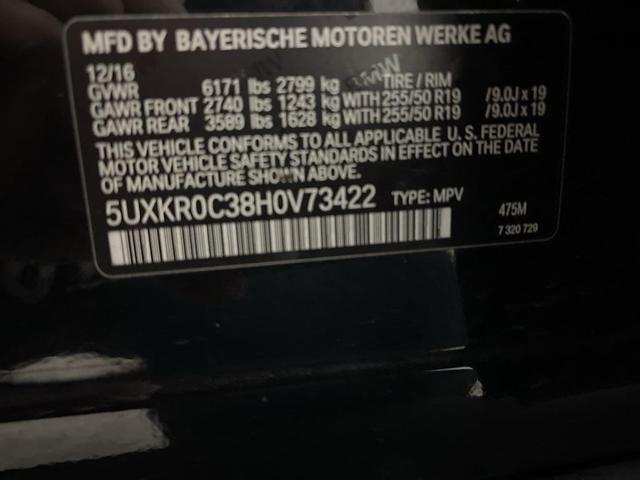 MFD BY BAYERISCHE MOTOREN WERKE AG
12/16
GVWR 6171 lbs 2799 kg TIRE / RIM
GAWR FRONT 2740 lbs 1243 kg WITH 255/50 R19 /9.0J x 19
GAWR REAR 3589 lbs 1628 kg WITH 255/50 R19 /9.0J x 19
THIS VEHICLE CONFORMS TO ALL APPLICABLE U.S. FEDERAL
MOTOR VEHICLE SAFETY STANDARDS IN EFFECT ON THE DATE
OF MANUFACTURE SHOWN ABOVE.
5UXKR0C38H0V73422 TYPE: MPV
475M
7 320 729
BMW
BMW